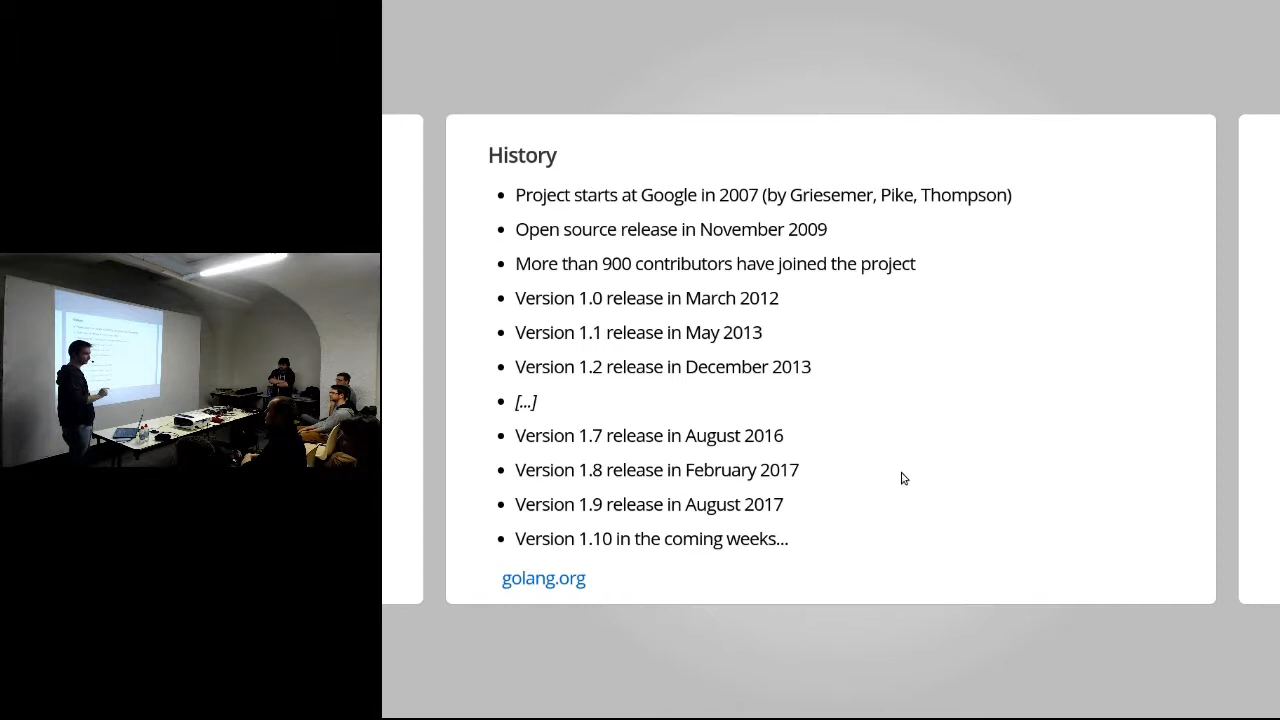 History
Project starts at Google in 2007 (by Griesemer, Pike, Thompson)
Open source release in November 2009
More than 900 contributors have joined the project
Version 1.0 release in March 2012
Version 1.1 release in May 2013
Version 1.2 release in December 2013
[...]
Version 1.7 release in August 2016
Version 1.8 release in February 2017
Version 1.9 release in August 2017
Version 1.10 in the coming weeks...
golang.org